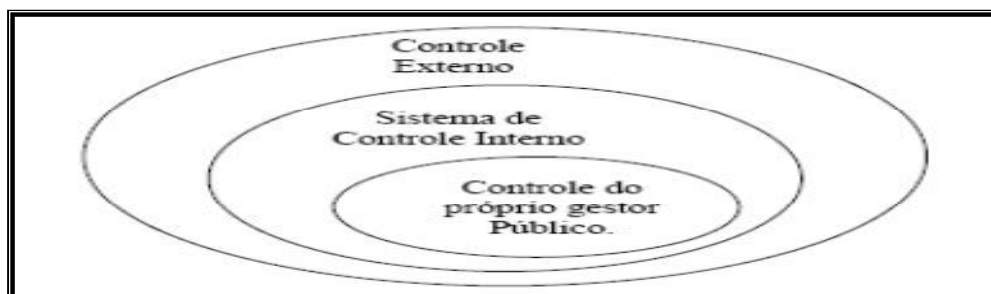 Controle
Externo
Sistema de
Controle Interno
Controle do
próprio gestor
Público.